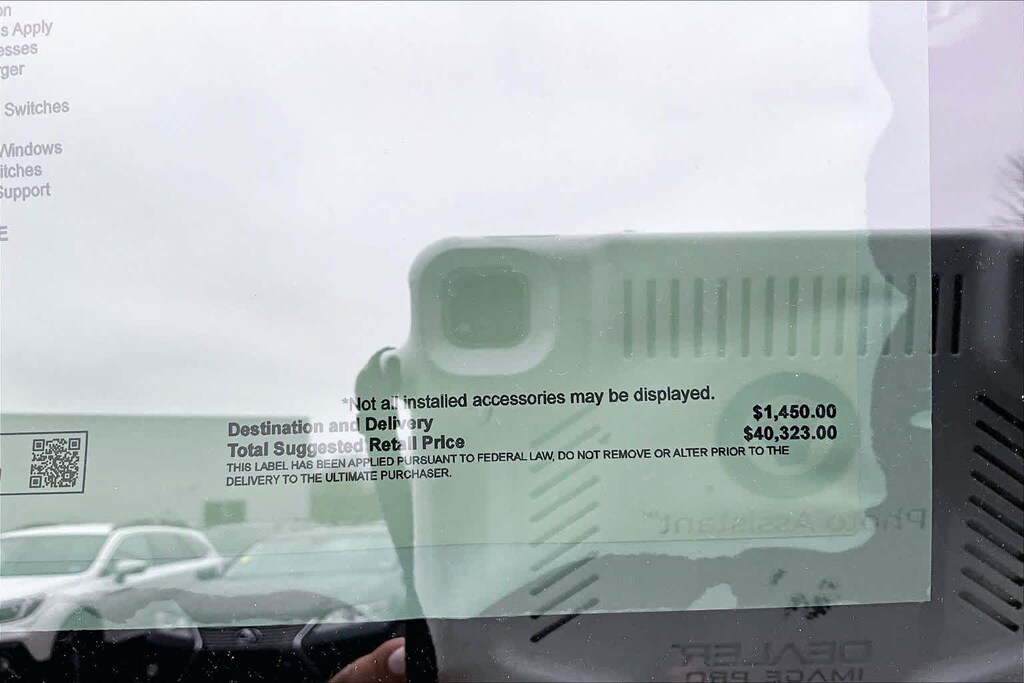 on
s Apply
esses
rger
Switches
Windows
itches
Support
E
*Not all installed accessories may be displayed.
Destination and Delivery $1,450.00
Total Suggested Retail Price $40,323.00
THIS LABEL HAS BEEN APPLIED PURSUANT TO FEDERAL LAW, DO NOT REMOVE OR ALTER PRIOR TO THE
DELIVERY TO THE ULTIMATE PURCHASER.
Photo Assistant™
DEALER
IMAGE PRO